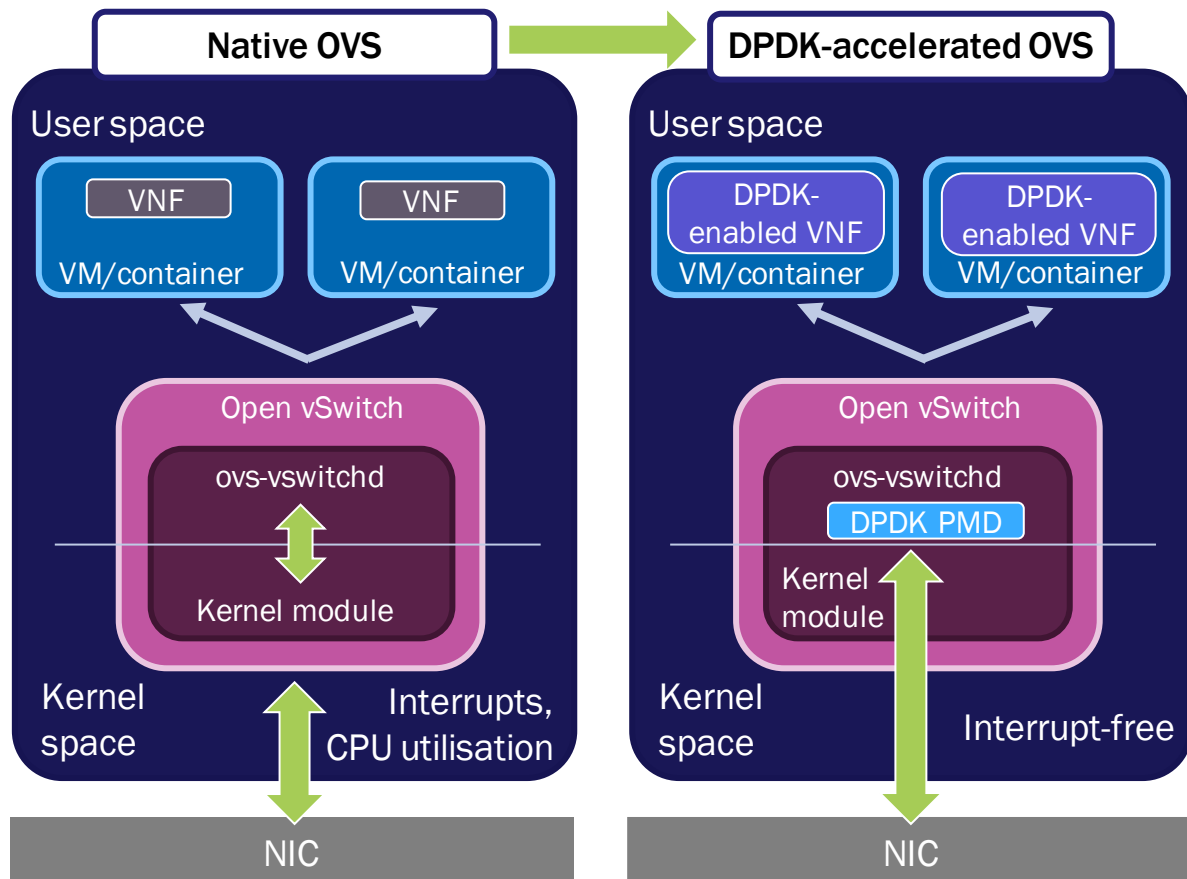 Native OVS
User space
VNF
VM/container
VNF
VM/container
Open vSwitch
ovs-vswitchd
Kernel module
Kernel
space
Interrupts,
CPU utilisation
NIC
DPDK-accelerated OVS
User space
DPDK-
enabled VNF
VM/container
DPDK-
enabled VNF
VM/container
Open vSwitch
ovs-vswitchd
DPDK PMD
Kernel
module
Kernel
space
Interrupt-free
NIC